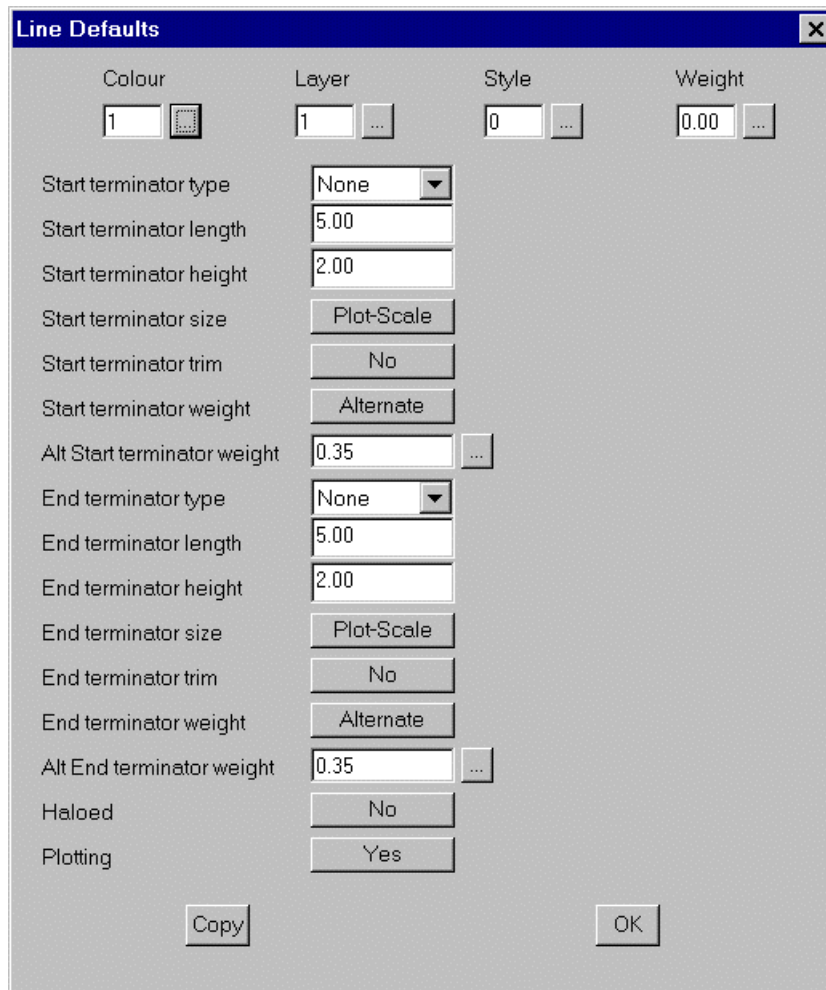 Line Defaults
Colour Layer Style Weight
1 ... 1 ... 0 ... 0.00 ...
Start terminator type None
Start terminator length 5.00
Start terminator height 2.00
Start terminator size Plot-Scale
Start terminator trim No
Start terminator weight Alternate
Alt Start terminator weight 0.35 ...
End terminator type None
End terminator length 5.00
End terminator height 2.00
End terminator size Plot-Scale
End terminator trim No
End terminator weight Alternate
Alt End terminator weight 0.35 ...
Haloed No
Plotting Yes
Copy OK